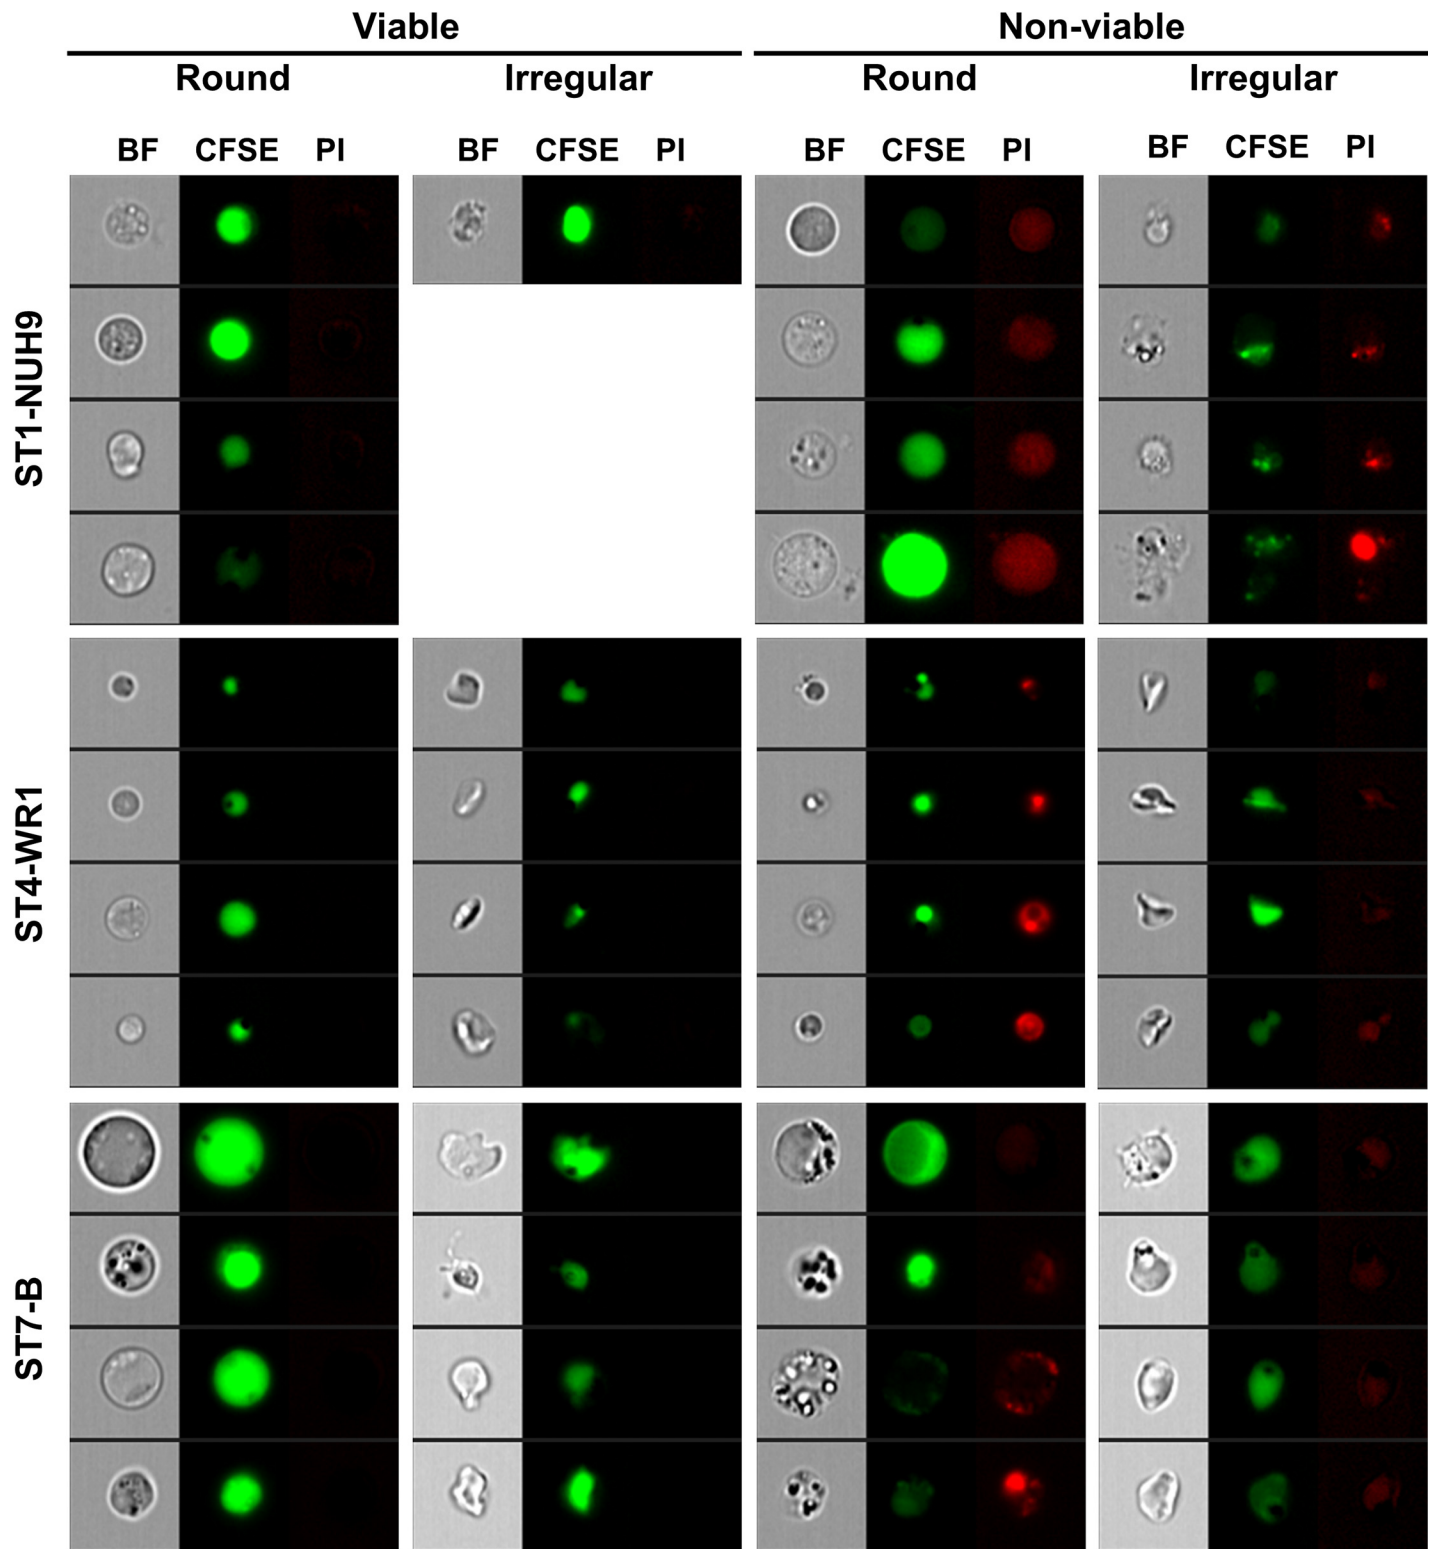 Viable Non-viable
Round Irregular Round Irregular
BF CFSE PI BF CFSE PI BF CFSE PI BF CFSE PI
ST1-NUH9
ST4-WR1
ST7-B